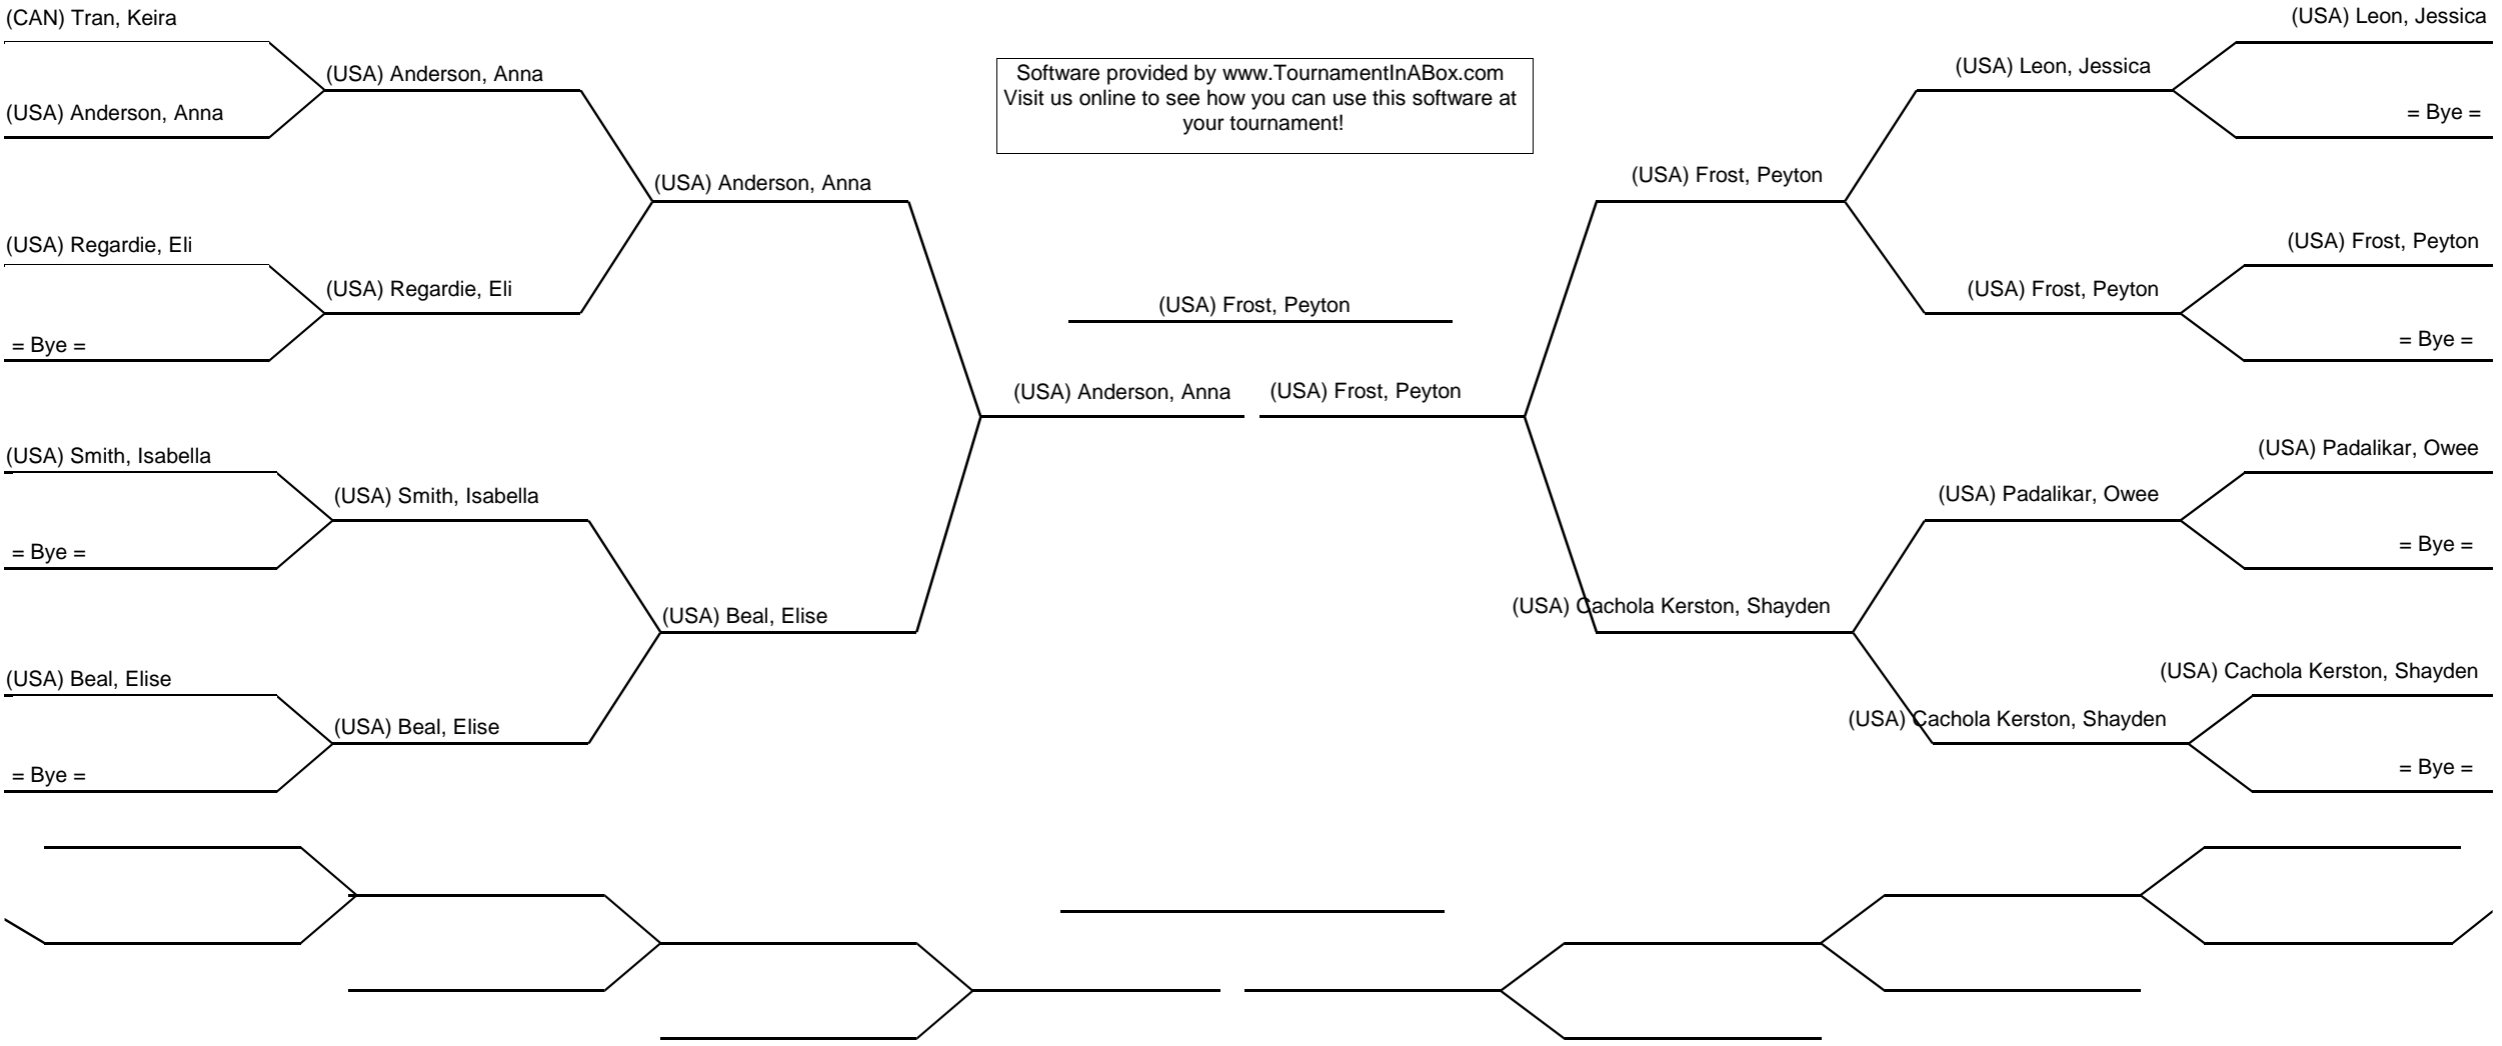 (CAN) Tran, Keira
(USA) Leon, Jessica
(USA) Anderson, Anna
Software provided by www.TournamentInABox.com
Visit us online to see how you can use this software at
your tournament!
(USA) Leon, Jessica
(USA) Anderson, Anna
= Bye =
(USA) Anderson, Anna
(USA) Frost, Peyton
(USA) Regardie, Eli
(USA) Frost, Peyton
(USA) Regardie, Eli
(USA) Frost, Peyton
(USA) Frost, Peyton
= Bye =
= Bye =
(USA) Anderson, Anna
(USA) Frost, Peyton
(USA) Smith, Isabella
(USA) Padalikar, Owee
(USA) Smith, Isabella
(USA) Padalikar, Owee
= Bye =
= Bye =
(USA) Beal, Elise
(USA) Cachola Kerston, Shayden
(USA) Beal, Elise
(USA) Cachola Kerston, Shayden
(USA) Beal, Elise
(USA) Cachola Kerston, Shayden
= Bye =
= Bye =